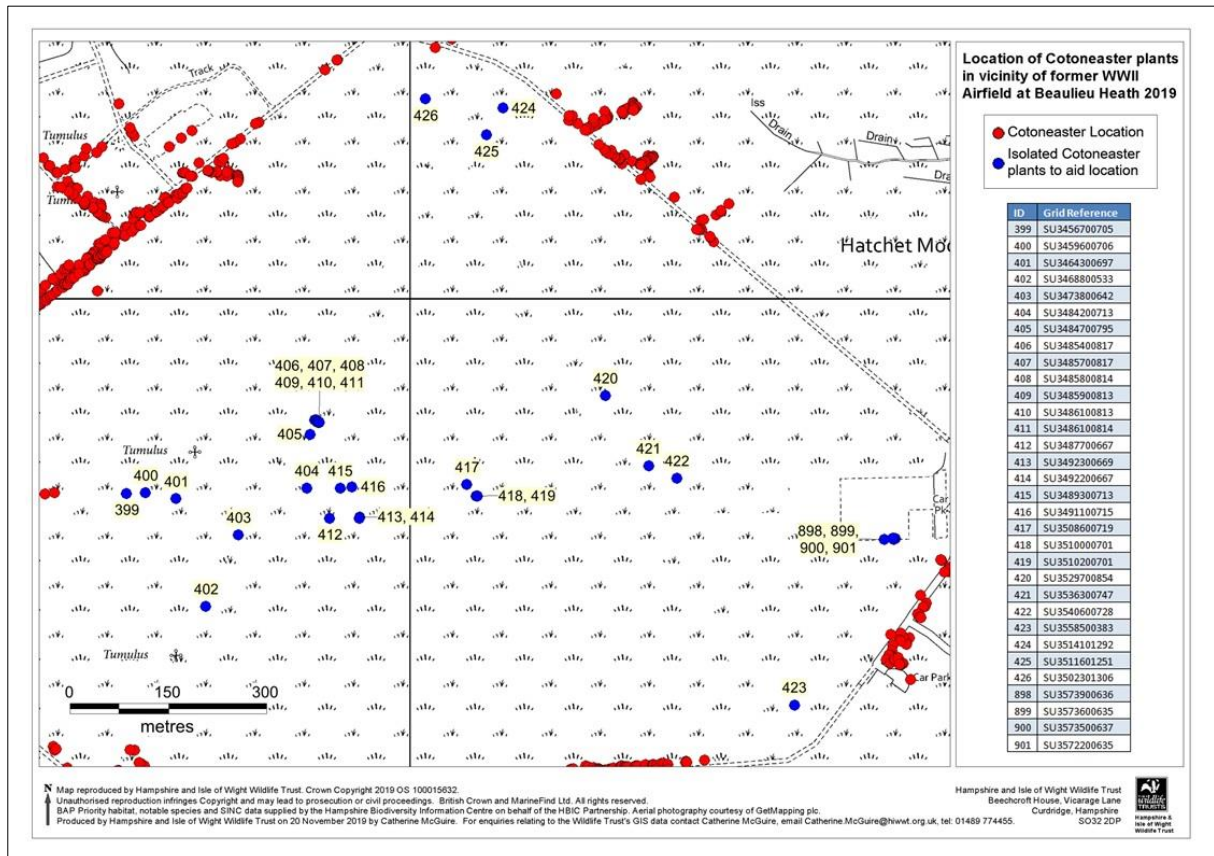 Location of Cotoneaster plants
in vicinity of former WWII
Airfield at Beaulieu Heath 2019
Cotoneaster Location
Isolated Cotoneaster
plants to aid location
ID Grid Reference
399 SU3456700705
400 SU3459600706
401 SU3464300697
402 SU3468800533
403 SU3473800642
404 SU3484200713
405 SU3484700795
406 SU3485400817
407 SU3485700817
408 SU3485800814
409 SU3485900813
410 SU3486100813
411 SU3486100814
412 SU3487700667
413 SU3492300669
414 SU3492200667
415 SU3489300713
416 SU3491100715
417 SU3508600719
418 SU3510000701
419 SU3510200701
420 SU3529700854
421 SU3536300747
422 SU3540600728
423 SU3558500383
424 SU3514101292
425 SU3511601251
426 SU3502301306
898 SU3573900636
899 SU3573600635
900 SU3573500637
901 SU3572200635
Track
Tumulus
426
424
425
Iss
Drain
Drain
Hatchet Moo
406, 407, 408
409, 410, 411
405
420
Tumulus
400
401
399
404
415
416
417
418, 419
421
422
403
412
413, 414
Car
Pk
898, 899,
900, 901
402
Tumulus
0 150 300
metres
423
Car Park
N Map reproduced by Hampshire and Isle of Wight Wildlife Trust. Crown Copyright 2019 OS 100015632.
Unauthorised reproduction infringes Copyright and may lead to prosecution or civil proceedings. British Crown and MarineFind Ltd. All rights reserved.
BAP Priority habitat, notable species and SINC data supplied by the Hampshire Biodiversity Information Centre on behalf of the HBIC Partnership. Aerial photography courtesy of GetMapping plc.
Produced by Hampshire and Isle of Wight Wildlife Trust on 20 November 2019 by Catherine McGuire. For enquiries relating to the Wildlife Trust's GIS data contact Catherine McGuire, email Catherine.McGuire@hiwwt.org.uk, tel: 01489 774455.
Hampshire and Isle of Wight Wildlife Trust
Beechcroft House, Vicarage Lane
Curdridge, Hampshire
SO32 2DP
wildlife
TRUSTS
Hampshire &
Isle of Wight
Wildlife Trust